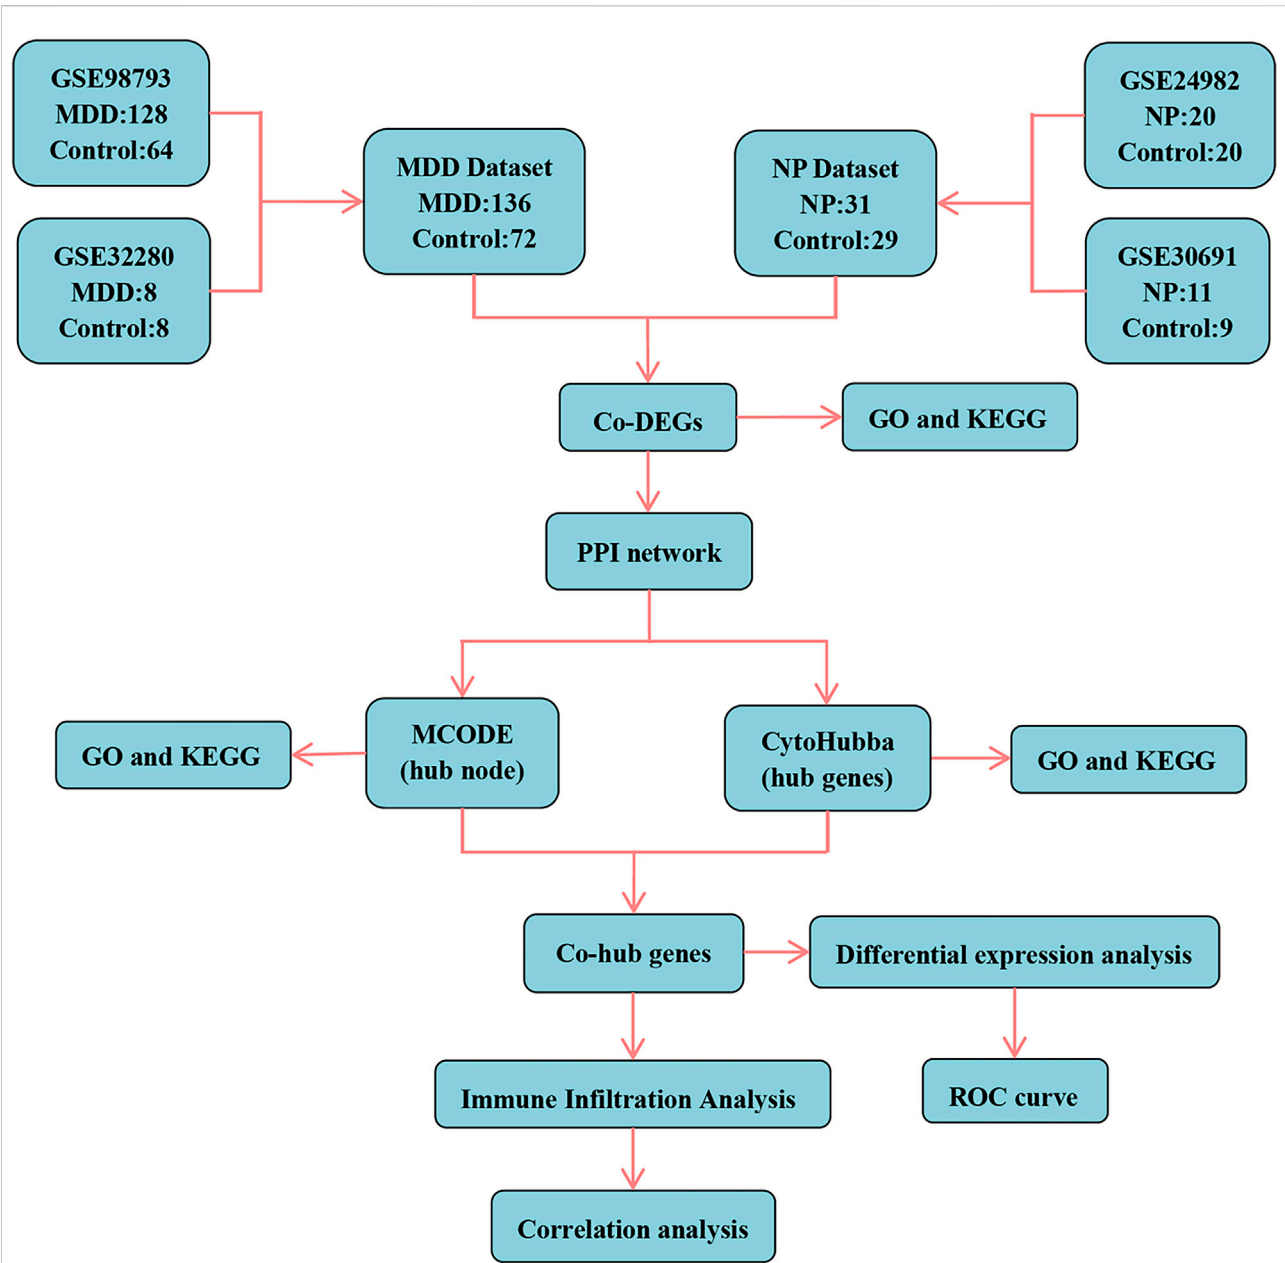 GSE98793
MDD:128
Control:64
GSE24982
NP:20
Control:20
MDD Dataset
MDD:136
Control:72
NP Dataset
NP:31
Control:29
GSE32280
MDD:8
Control:8
GSE30691
NP:11
Control:9
Co-DEGs
GO and KEGG
PPI network
GO and KEGG
MCODE
(hub node)
CytoHubba
(hub genes)
GO and KEGG
Co-hub genes
Differential expression analysis
Immune Infiltration Analysis
ROC curve
Correlation analysis